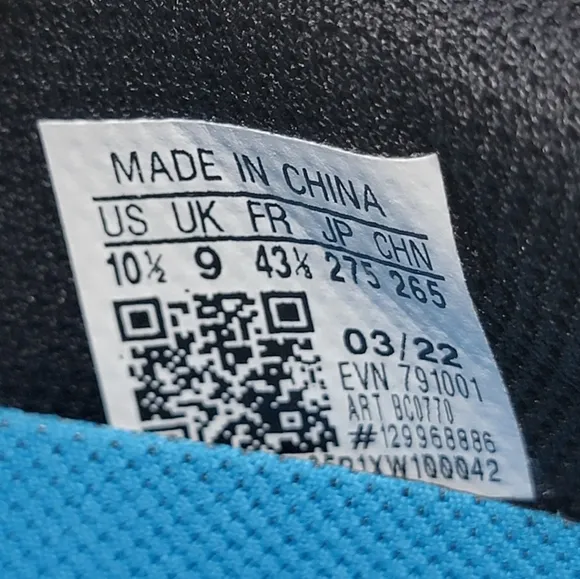 MADE IN CHINA
US UK FR JP CHN
10½ 9 43⅓ 275 265
03/22
EVN 791001
ART BC0770
#129968886
1XW100042